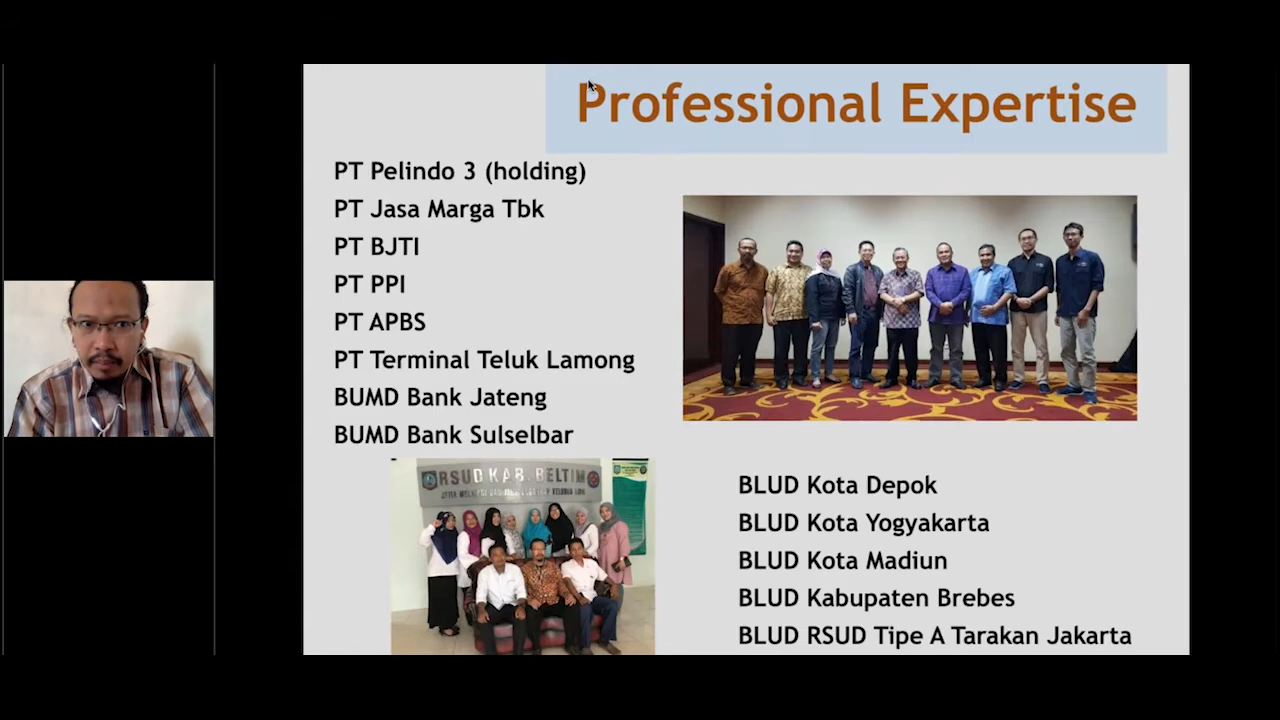 Professional Expertise
PT Pelindo 3 (holding)
PT Jasa Marga Tbk
PT BJTI
PT PPI
PT APBS
PT Terminal Teluk Lamong
BUMD Bank Jateng
BUMD Bank Sulselbar
RSUD KAB. BELTIM
BLUD Kota Depok
BLUD Kota Yogyakarta
BLUD Kota Madiun
BLUD Kabupaten Brebes
BLUD RSUD Tipe A Tarakan Jakarta